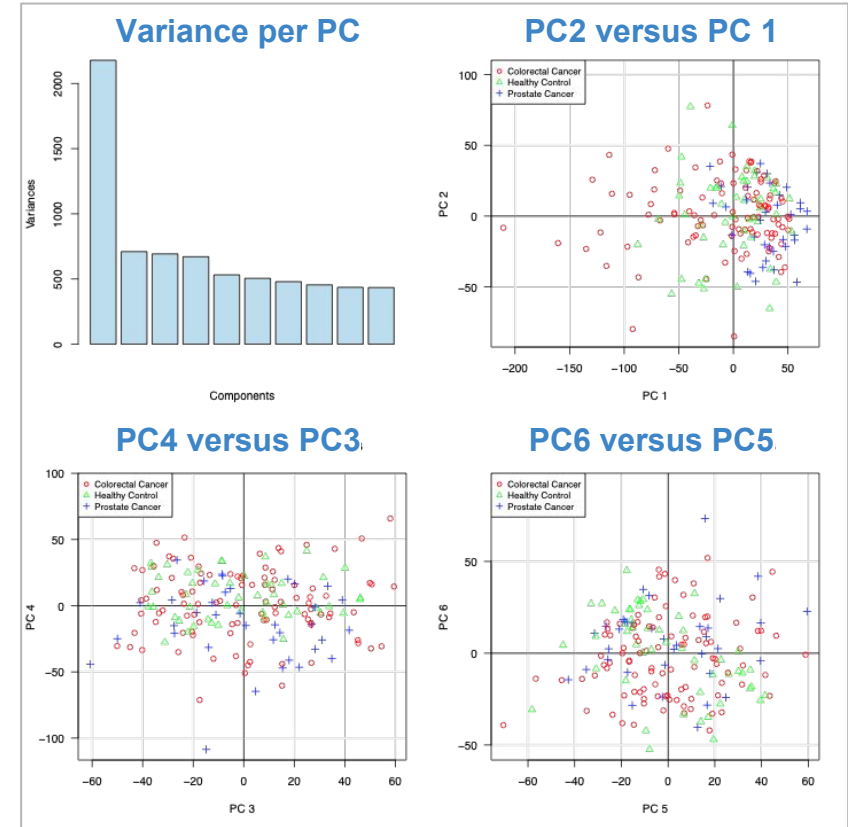 Variance per PC
Variances
0
500
1000
1500
2000
Components
PC2 versus PC 1
Colorectal Cancer
Healthy Control
Prostate Cancer
PC 2
100
50
0
−50
−200
−150
−100
−50
0
50
PC 1
PC4 versus PC3
Colorectal Cancer
Healthy Control
Prostate Cancer
PC 4
100
50
0
−50
−100
−60
−40
−20
0
20
40
60
PC 3
PC6 versus PC5
Colorectal Cancer
Healthy Control
Prostate Cancer
PC 6
50
0
−50
−60
−40
−20
0
20
40
60
PC 5